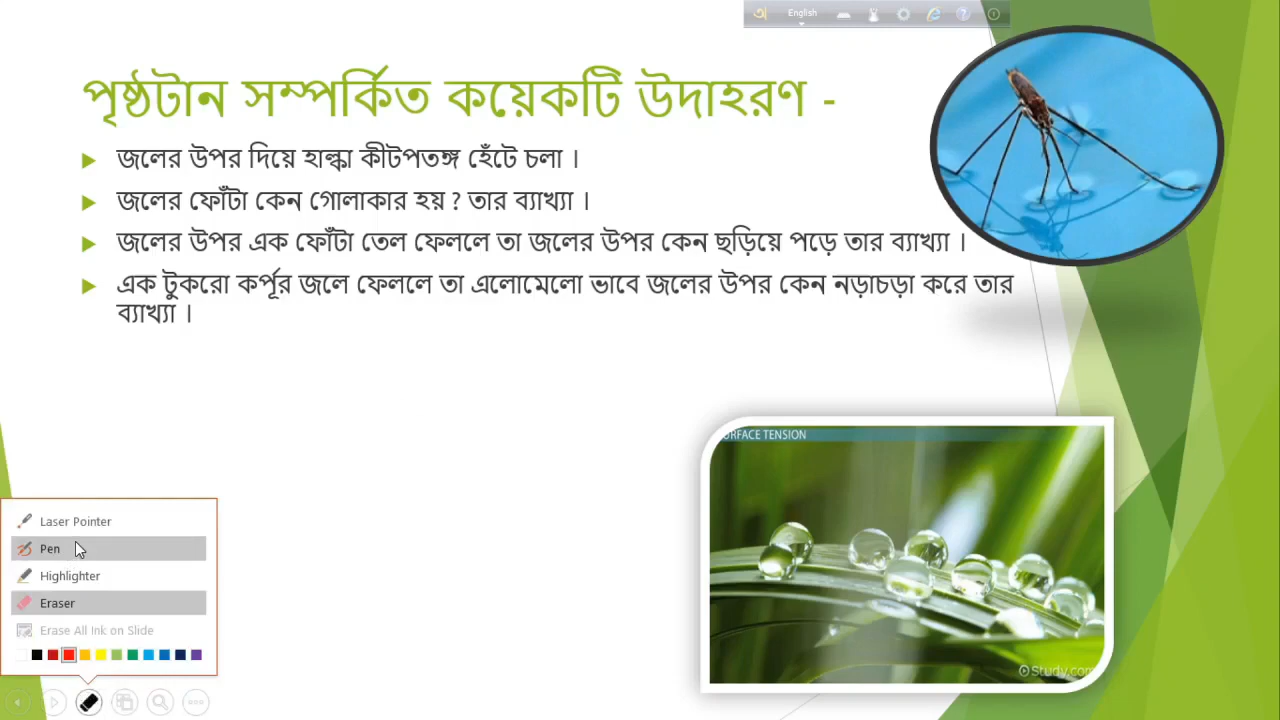 English
পৃষ্ঠটান সম্পর্কিত কয়েকটি উদাহরণ -
জলের উপর দিয়ে হাল্কা কীটপতঙ্গ হেঁটে চলা ।
জলের ফোঁটা কেন গোলাকার হয় ? তার ব্যাখ্যা ।
জলের উপর এক ফোঁটা তেল ফেললে তা জলের উপর কেন ছড়িয়ে পড়ে তার ব্যাখ্যা ।
এক টুকরো কর্পূর জলে ফেললে তা এলোমেলো ভাবে জলের উপর কেন নড়াচড়া করে তার
ব্যাখ্যা ।
URFACE TENSION
Study.com
Laser Pointer
Pen
Highlighter
Eraser
Erase All Ink on Slide